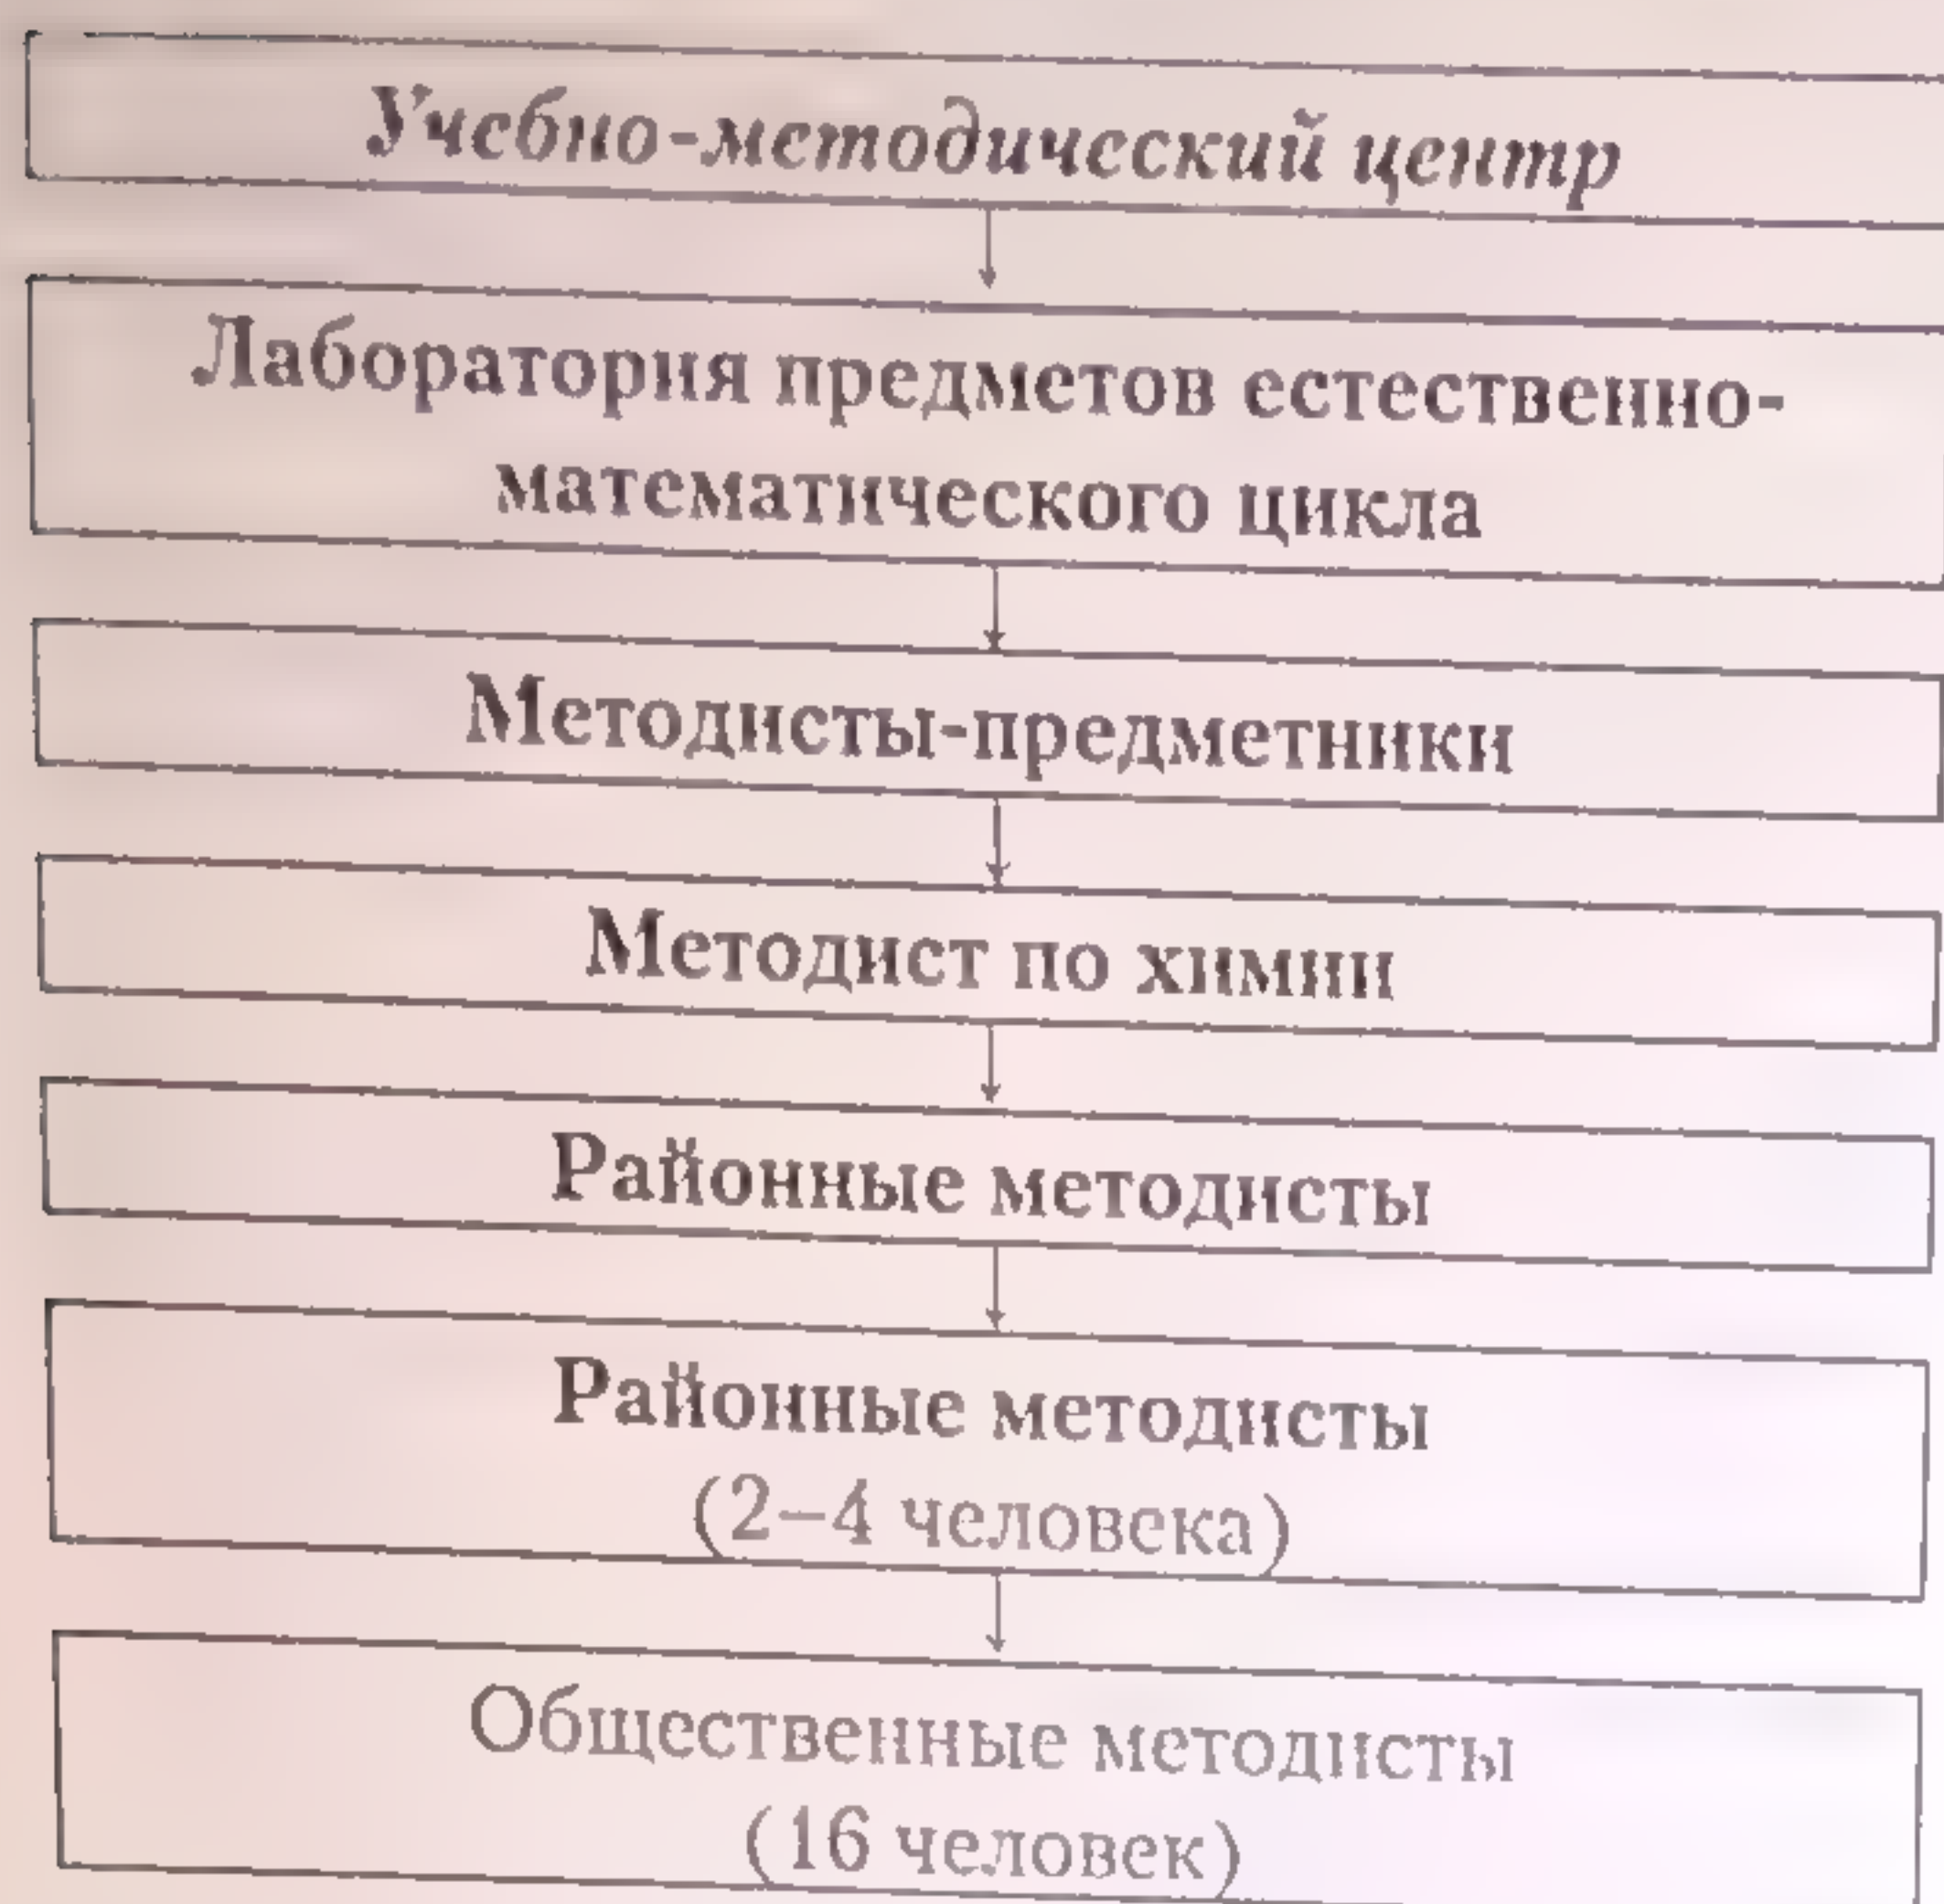 Учебно-методический центр
Лаборатория предметов естественно-
математического цикла
Методисты-предметники
Методист по химии
Районные методисты
Районные методисты
(2–4 человека)
Общественные методисты
(16 человек)